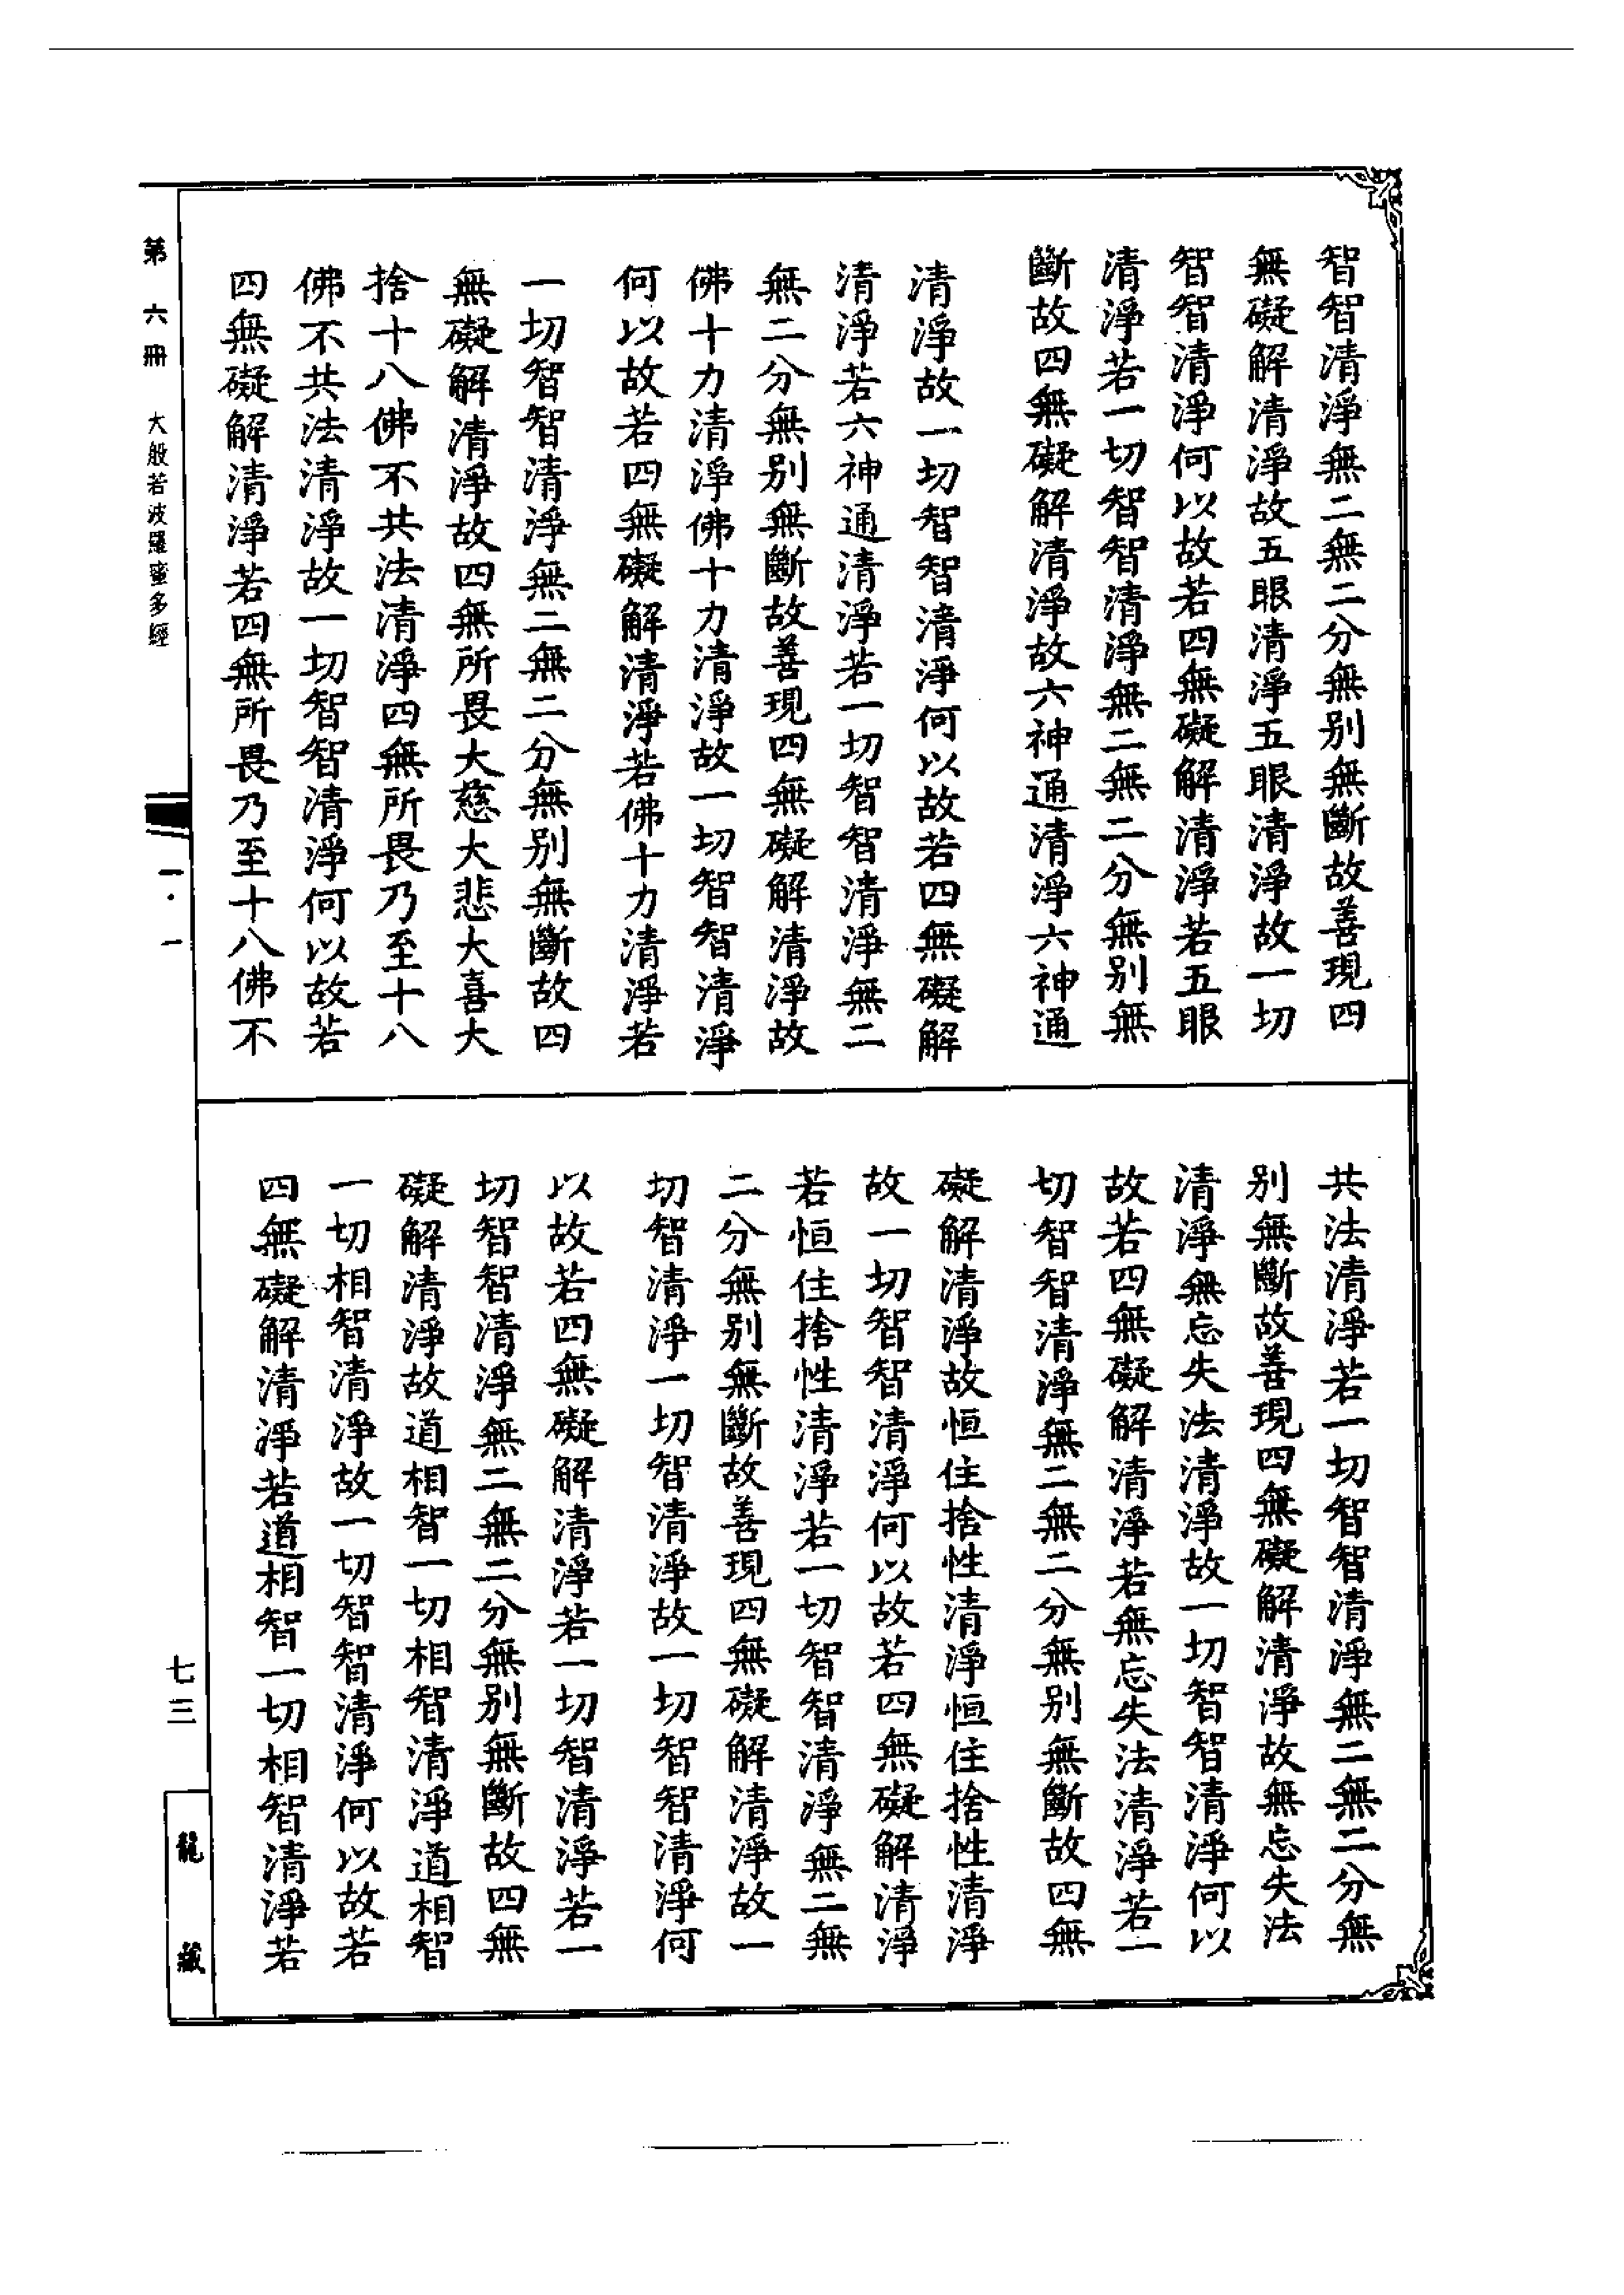 智智清淨無二無二分無別無斷故善現四
無礙解清淨故五眼清淨五眼清淨故一切
智智清淨何以故若四無礙解清淨若五眼
清淨若一切智智清淨無二無二分無別無
斷故四無礙解清淨故六神通清淨六神通
清淨故一切智智清淨何以故若四無礙解
清淨若六神通清淨若一切智智清淨無二
無二分無別無斷故善現四無礙解清淨故
佛十力清淨佛十力清淨故一切智智清淨
何以故若四無礙解清淨若佛十力清淨若
一切智智清淨無二無二分無別無斷故四
無礙解清淨故四無所畏大慈大悲大喜大
捨十八佛不共法清淨四無所畏乃至十八
佛不共法清淨故一切智智清淨何以故若
四無礙解清淨若四無所畏乃至十八佛不
共法清淨若一切智智清淨無二無二分無
別無斷故善現四無礙解清淨故無忘失法
清淨無忘失法清淨故一切智智清淨何以
故若四無礙解清淨若無忘失法清淨若一
切智智清淨無二無二分無別無斷故四無
礙解清淨故恒住捨性清淨恒住捨性清淨
故一切智智清淨何以故若四無礙解清淨
若恒住捨性清淨若一切智智清淨無二無
二分無別無斷故善現四無礙解清淨故一
切智清淨一切智清淨故一切智智清淨何
以故若四無礙解清淨若一切智清淨若一
切智智清淨無二無二分無別無斷故四無
礙解清淨故道相智一切相智清淨道相智
一切相智清淨故一切智智清淨何以故若
四無礙解清淨若道相智一切相智清淨若
第六冊 大般若波羅蜜多經 一·一
七三
龍藏